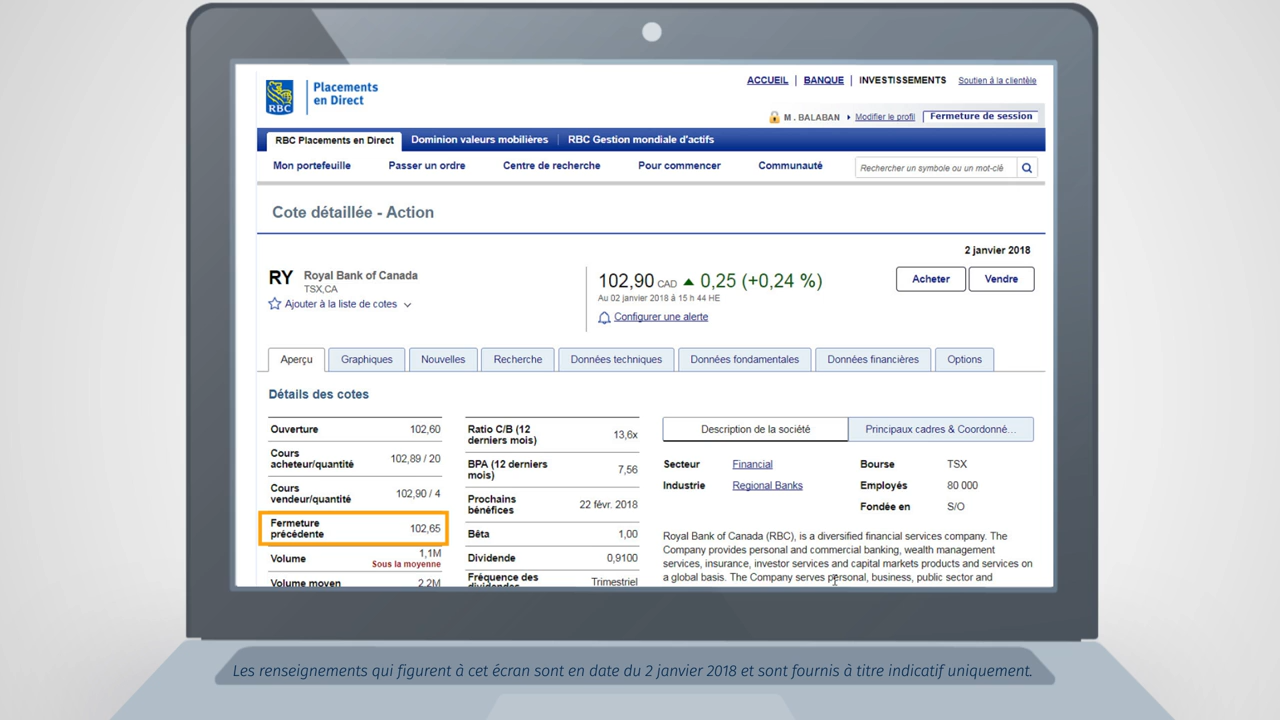 RBC
Placements
en Direct
ACCUEIL | BANQUE | INVESTISSEMENTS Soutien à la clientèle
M . BALABAN Modifier le profil Fermeture de session
RBC Placements en Direct Dominion valeurs mobilières RBC Gestion mondiale d'actifs
Mon portefeuille Passer un ordre Centre de recherche Pour commencer Communauté Rechercher un symbole ou un mot-clé
Cote détaillée - Action
2 janvier 2018
RY Royal Bank of Canada
TSX,CA
Ajouter à la liste de cotes
102,90 CAD ▲ 0,25 (+0,24 %)
Au 02 janvier 2018 à 15 h 44 HE
Configurer une alerte
Acheter Vendre
Aperçu Graphiques Nouvelles Recherche Données techniques Données fondamentales Données financières Options
Détails des cotes
Ouverture 102,60
Cours
acheteur/quantité 102,89 / 20
Cours
vendeur/quantité 102,90 / 4
Fermeture
précédente 102,65
Volume 1,1M
Sous la moyenne
Volume moyen 2,2M
Ratio C/B (12
derniers mois) 13,6x
BPA (12 derniers
mois) 7,56
Prochains
bénéfices 22 févr. 2018
Bêta 1,00
Dividende 0,9100
Fréquence des
dividendes Trimestriel
Description de la société Principaux cadres & Coordonné...
Secteur Financial Bourse TSX
Industrie Regional Banks Employés 80 000
Fondée en S/O
Royal Bank of Canada (RBC), is a diversified financial services company. The
Company provides personal and commercial banking, wealth management
services, insurance, investor services and capital markets products and services on
a global basis. The Company serves personal, business, public sector and
Les renseignements qui figurent à cet écran sont en date du 2 janvier 2018 et sont fournis à titre indicatif uniquement.